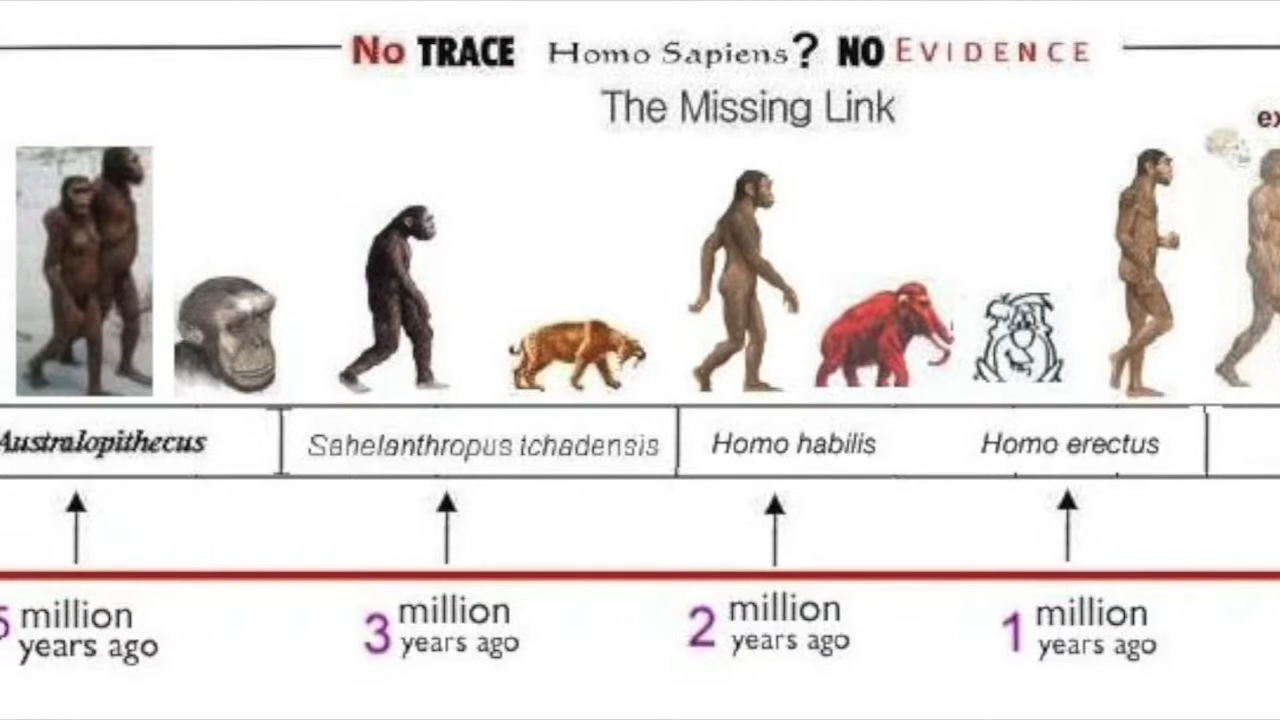 No TRACE Homo Sapiens? NO EVIDENCE
The Missing Link
Australopithecus
Sahelanthropus tchadensis
Homo habilis
Homo erectus
million
years ago
3 million
years ago
2 million
years ago
1 million
years ago